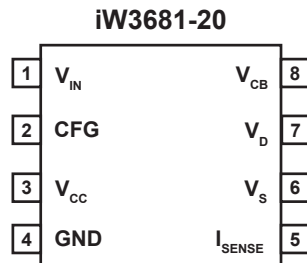 iW3681-20
1 VIN VCB 8
2 CFG VD 7
3 VCC VS 6
4 GND ISENSE 5